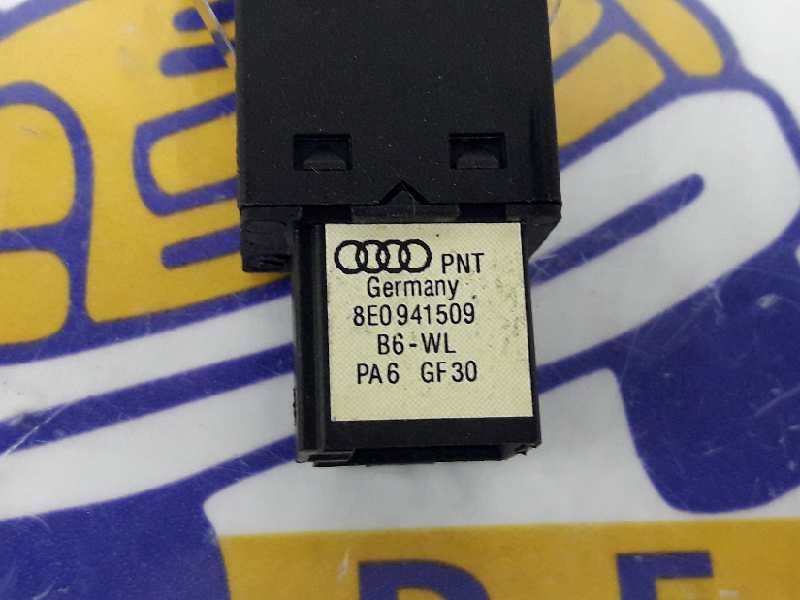 PNT
Germany
8E0941509
B6-WL
PA6 GF30